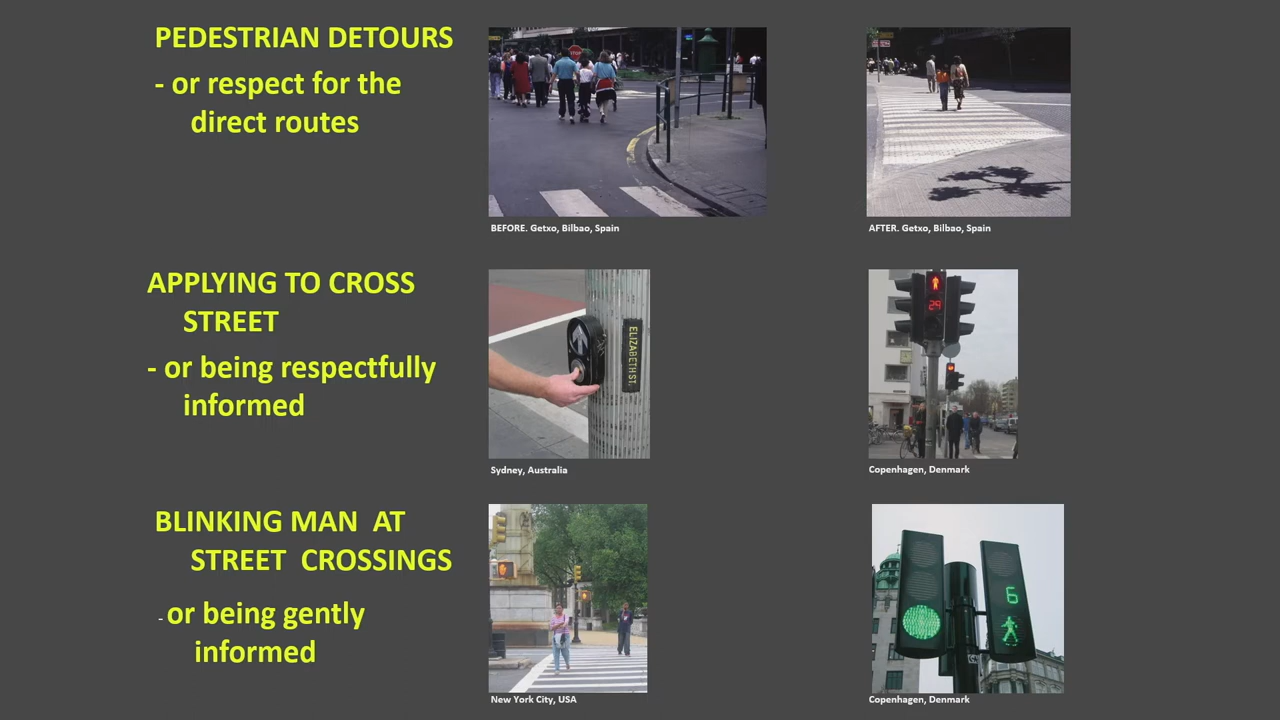 PEDESTRIAN DETOURS
- or respect for the
direct routes
STOP
BEFORE. Getxo, Bilbao, Spain
AFTER. Getxo, Bilbao, Spain
APPLYING TO CROSS
STREET
- or being respectfully
informed
ELIZABETH ST.
29
Sydney, Australia
Copenhagen, Denmark
BLINKING MAN AT
STREET CROSSINGS
- or being gently
informed
6
New York City, USA
Copenhagen, Denmark